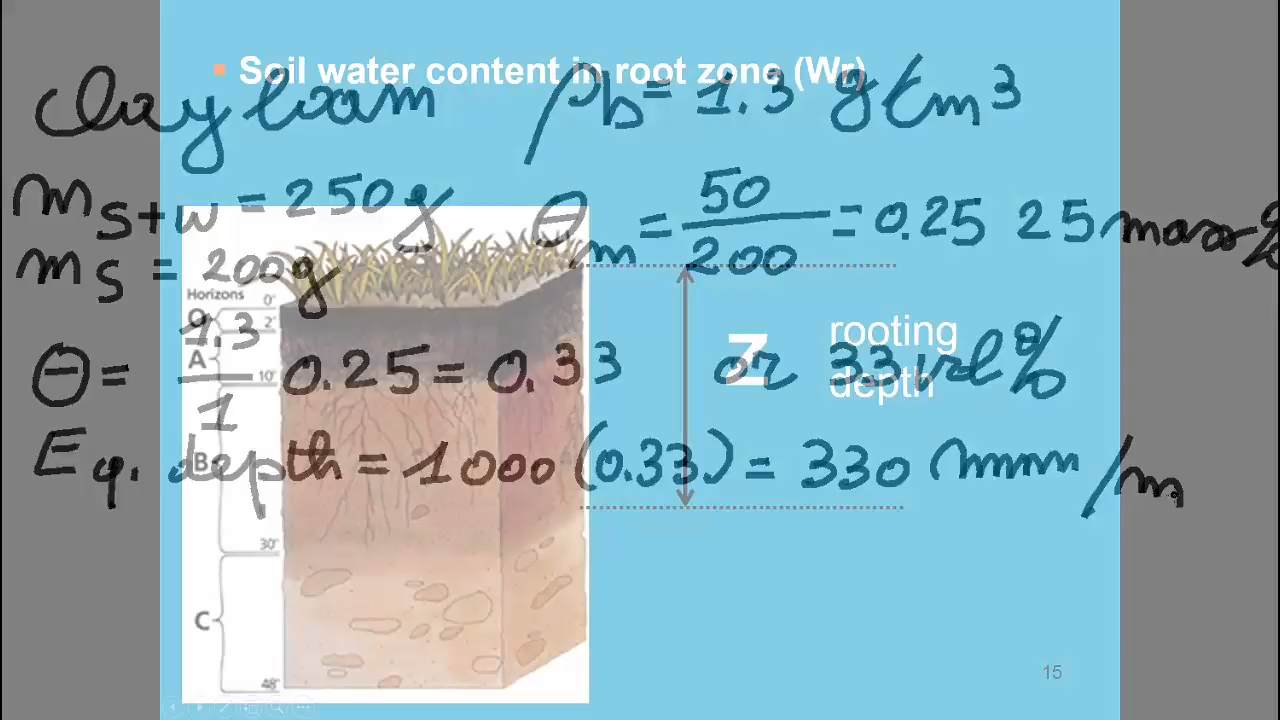 Soil water content in root zone (Wr)
clay loam ρb = 1.3 g/cm3
ms+w = 250g θm = 50/200 = 0.25 25 mass%
ms = 200g
Horizons
0"
O
2"
A
10"
B
30"
C
48"
Z
rooting
depth
θ = 1.3/1 0.25 = 0.33 or 33 vol%
Eq. depth = 1000 (0.33) = 330 mm/m
15